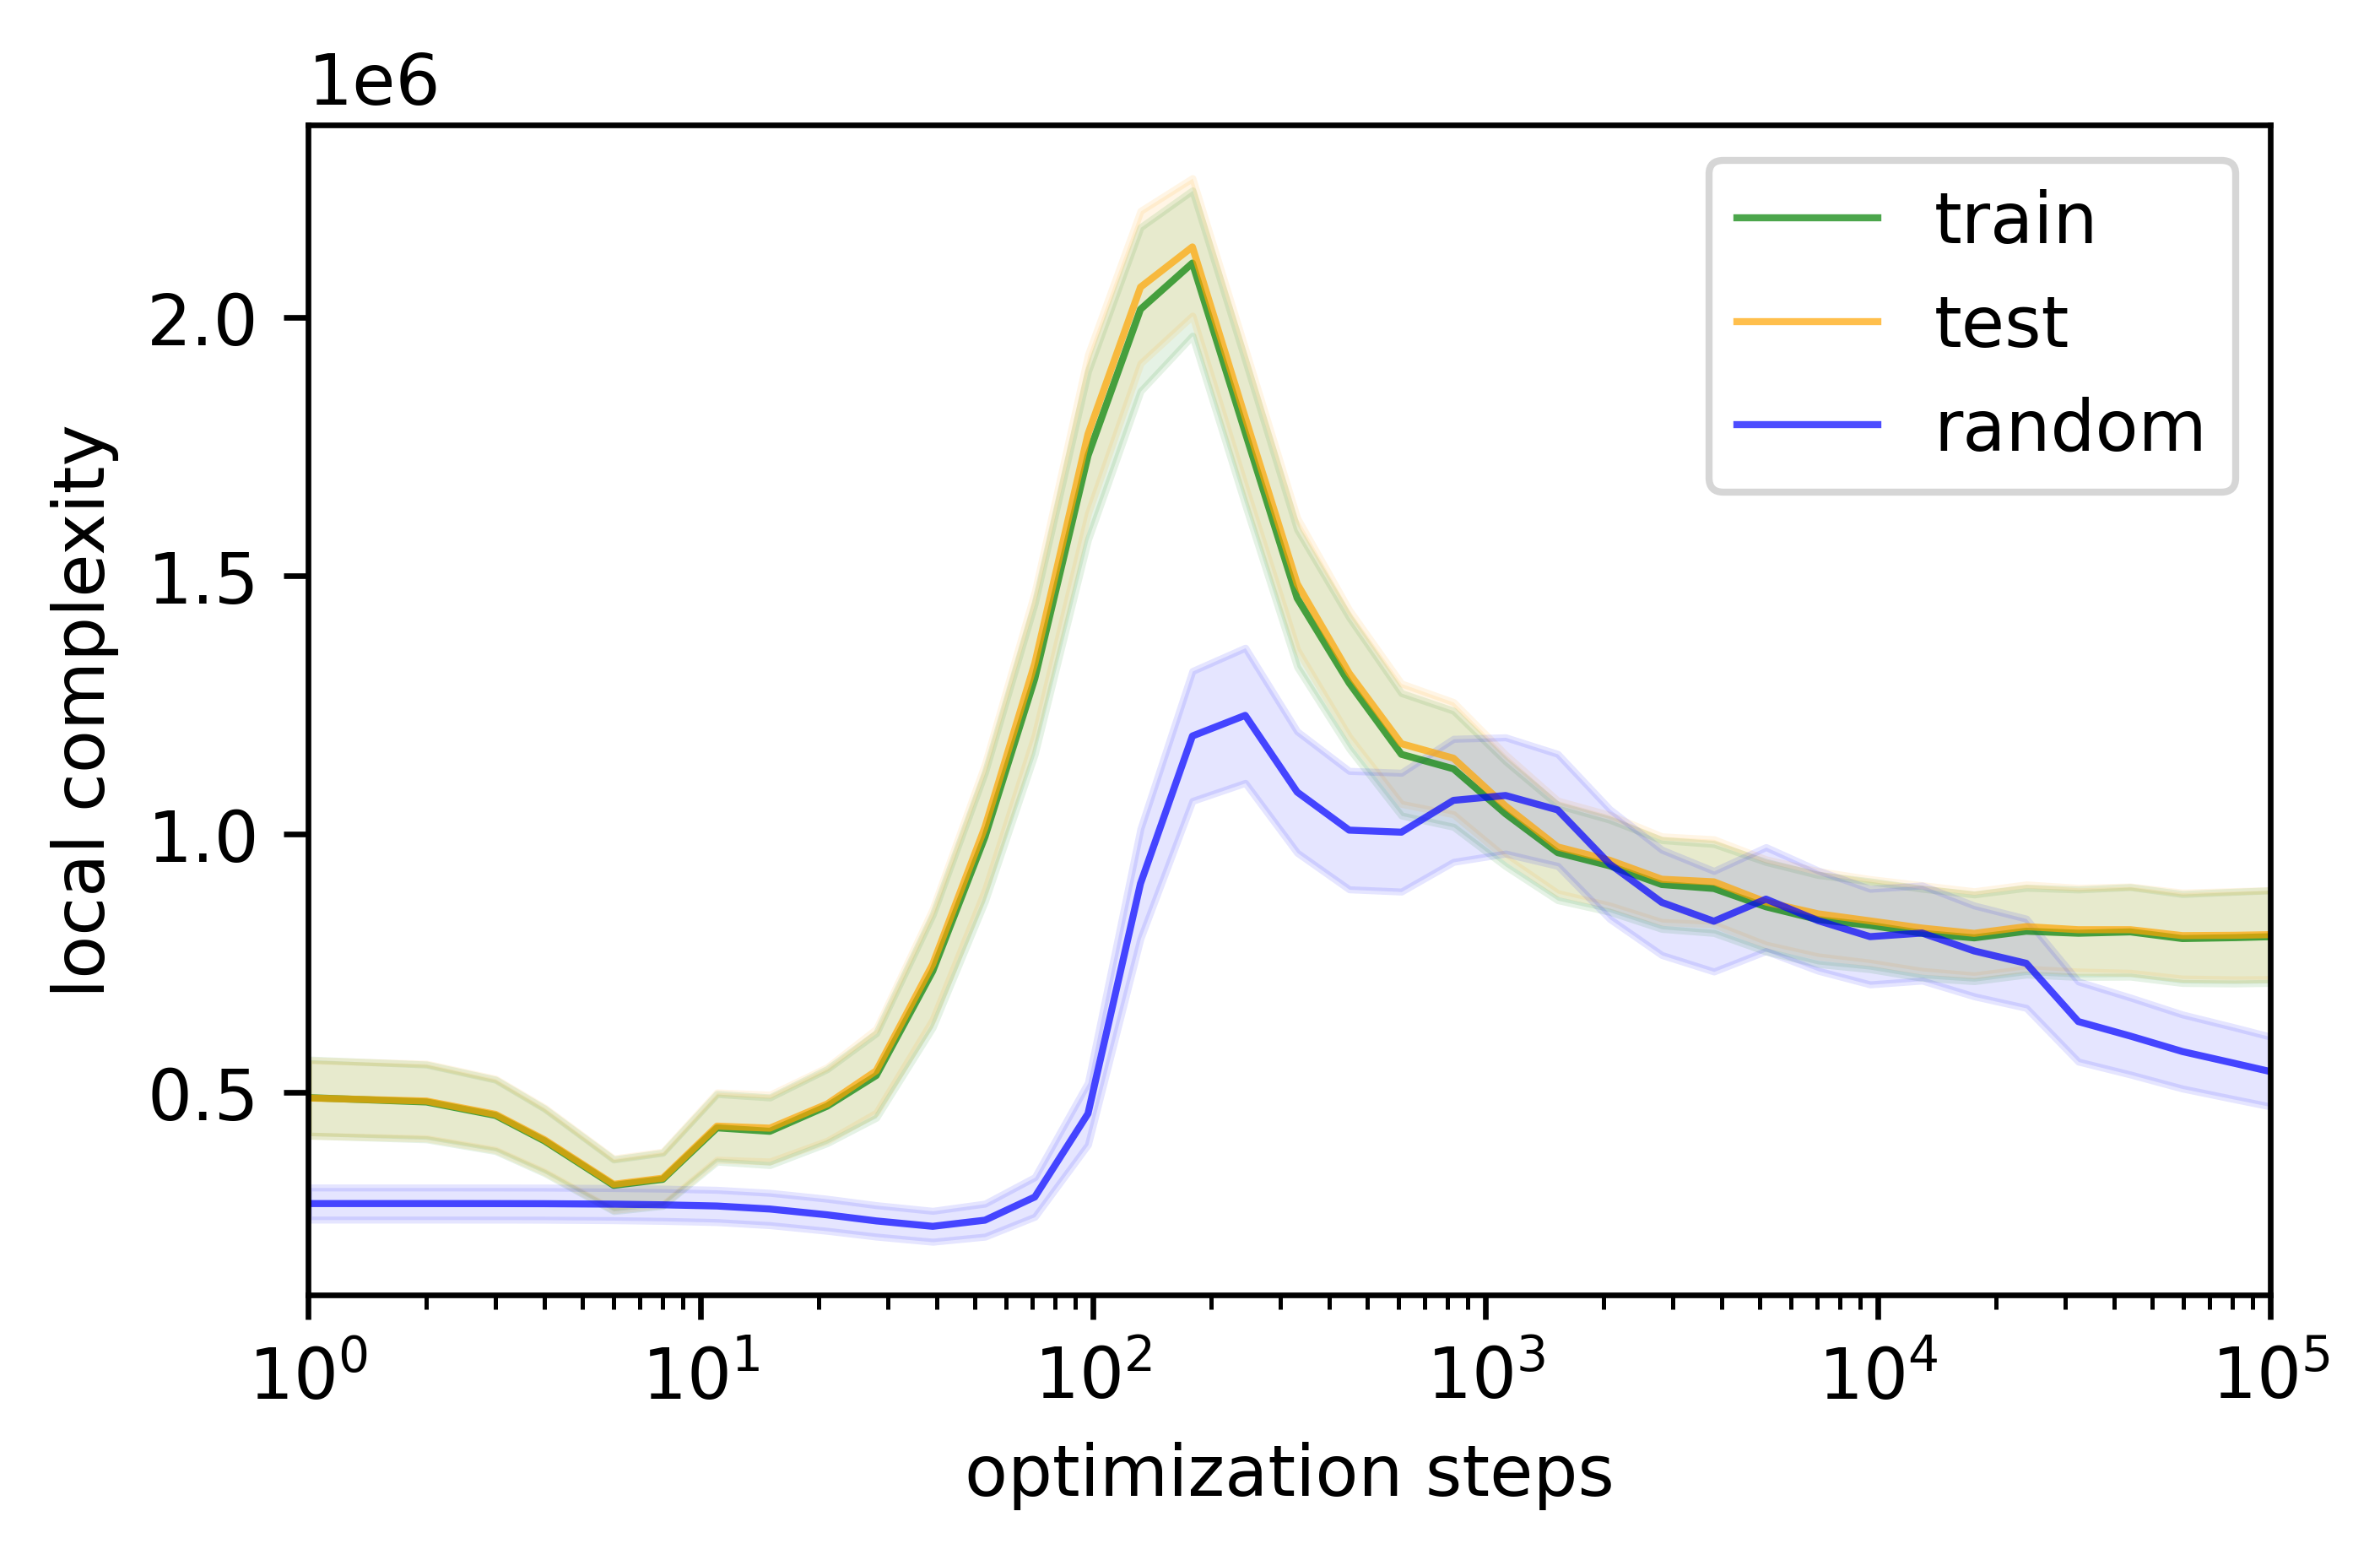 1e6
train
test
random
local complexity
2.0
1.5
1.0
0.5
10⁰ 10¹ 10² 10³ 10⁴ 10⁵
optimization steps